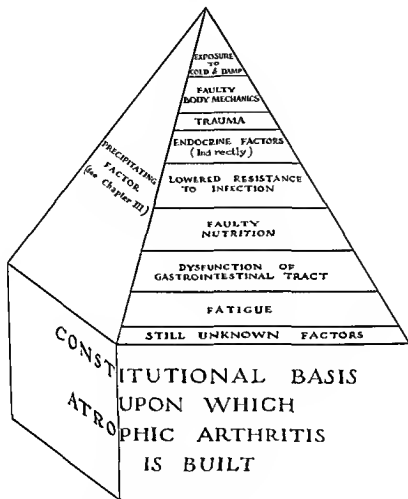 EXPOSURE
TO
COLD & DAMP
FAULTY
BODY MECHANICS
TRAUMA
ENDOCRINE FACTORS
(Indirectly)
LOWERED RESISTANCE
TO INFECTION
FAULTY
NUTRITION
DYSFUNCTION OF
GASTROINTESTINAL TRACT
FATIGUE
STILL UNKNOWN FACTORS
PRECIPITATING
FACTOR
(see Chapter III)
CONSTITUTIONAL BASIS
UPON WHICH
ATROPHIC ARTHRITIS
IS BUILT